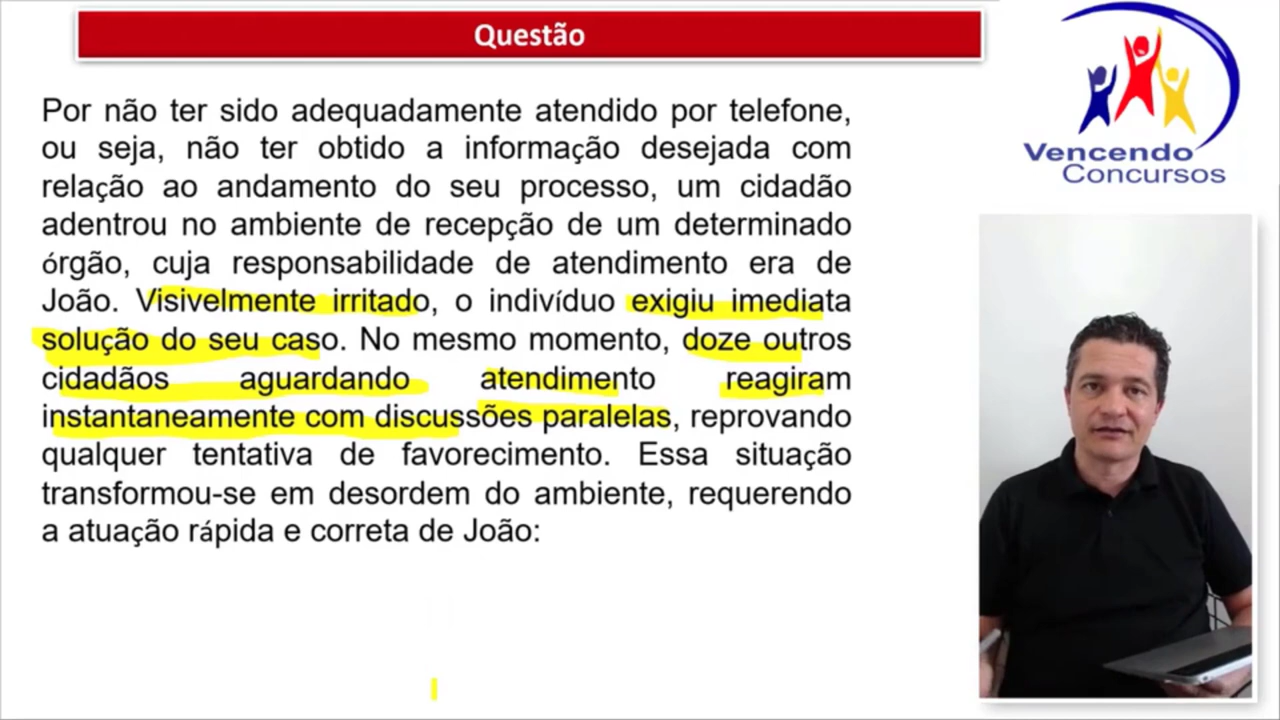 Questão
Vencendo
Concursos
Por não ter sido adequadamente atendido por telefone,
ou seja, não ter obtido a informação desejada com
relação ao andamento do seu processo, um cidadão
adentrou no ambiente de recepção de um determinado
órgão, cuja responsabilidade de atendimento era de
João. Visivelmente irritado, o indivíduo exigiu imediata
solução do seu caso. No mesmo momento, doze outros
cidadãos aguardando atendimento reagiram
instantaneamente com discussões paralelas, reprovando
qualquer tentativa de favorecimento. Essa situação
transformou-se em desordem do ambiente, requerendo
a atuação rápida e correta de João: